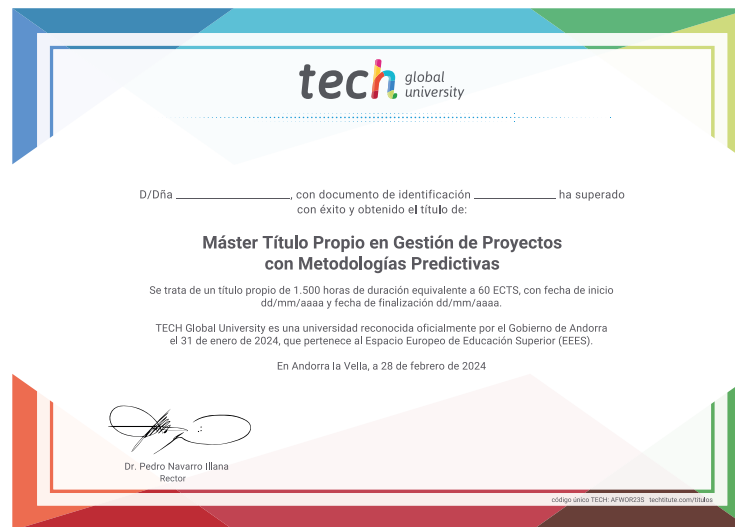 tech global university
D/Dña ______________, con documento de identificación ______________ ha superado
con éxito y obtenido el título de:
Máster Título Propio en Gestión de Proyectos
con Metodologías Predictivas
Se trata de un título propio de 1.500 horas de duración equivalente a 60 ECTS, con fecha de inicio
dd/mm/aaaa y fecha de finalización dd/mm/aaaa.
TECH Global University es una universidad reconocida oficialmente por el Gobierno de Andorra
el 31 de enero de 2024, que pertenece al Espacio Europeo de Educación Superior (EEES).
En Andorra la Vella, a 28 de febrero de 2024
Dr. Pedro Navarro Illana
Rector
código único TECH: AFWOR23S techtitute.com/titulos